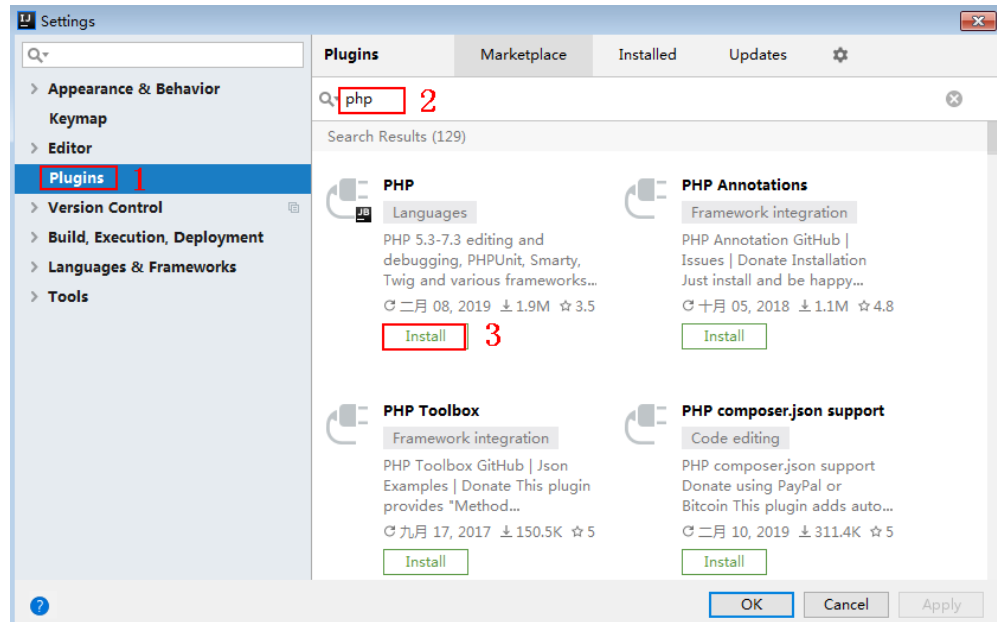 Settings
Appearance & Behavior
Keymap
Editor
Plugins 1
Version Control
Build, Execution, Deployment
Languages & Frameworks
Tools
Plugins Marketplace Installed Updates
php 2
Search Results (129)
PHP
Languages
PHP 5.3-7.3 editing and
debugging, PHPUnit, Smarty,
Twig and various frameworks...
二月 08, 2019 1.9M 3.5
Install 3
PHP Annotations
Framework integration
PHP Annotation GitHub |
Issues | Donate Installation
Just install and be happy...
十月 05, 2018 1.1M 4.8
Install
PHP Toolbox
Framework integration
PHP Toolbox GitHub | Json
Examples | Donate This plugin
provides "Method...
九月 17, 2017 150.5K 5
Install
PHP composer.json support
Code editing
PHP composer.json support
Donate using PayPal or
Bitcoin This plugin adds auto...
二月 10, 2019 311.4K 5
Install
? OK Cancel Apply